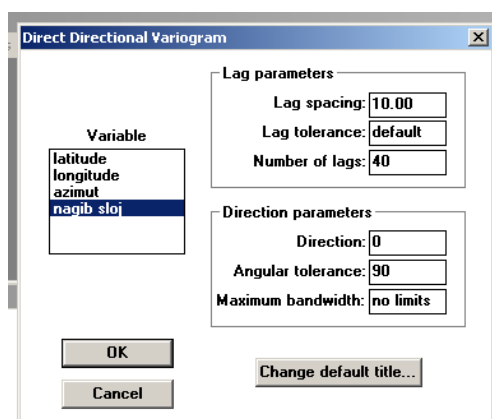 Direct Directional Variogram
Variable
latitude
longitude
azimut
nagib sloj
Lag parameters
Lag spacing: 10.00
Lag tolerance: default
Number of lags: 40
Direction parameters
Direction: 0
Angular tolerance: 90
Maximum bandwidth: no limits
OK
Cancel
Change default title...